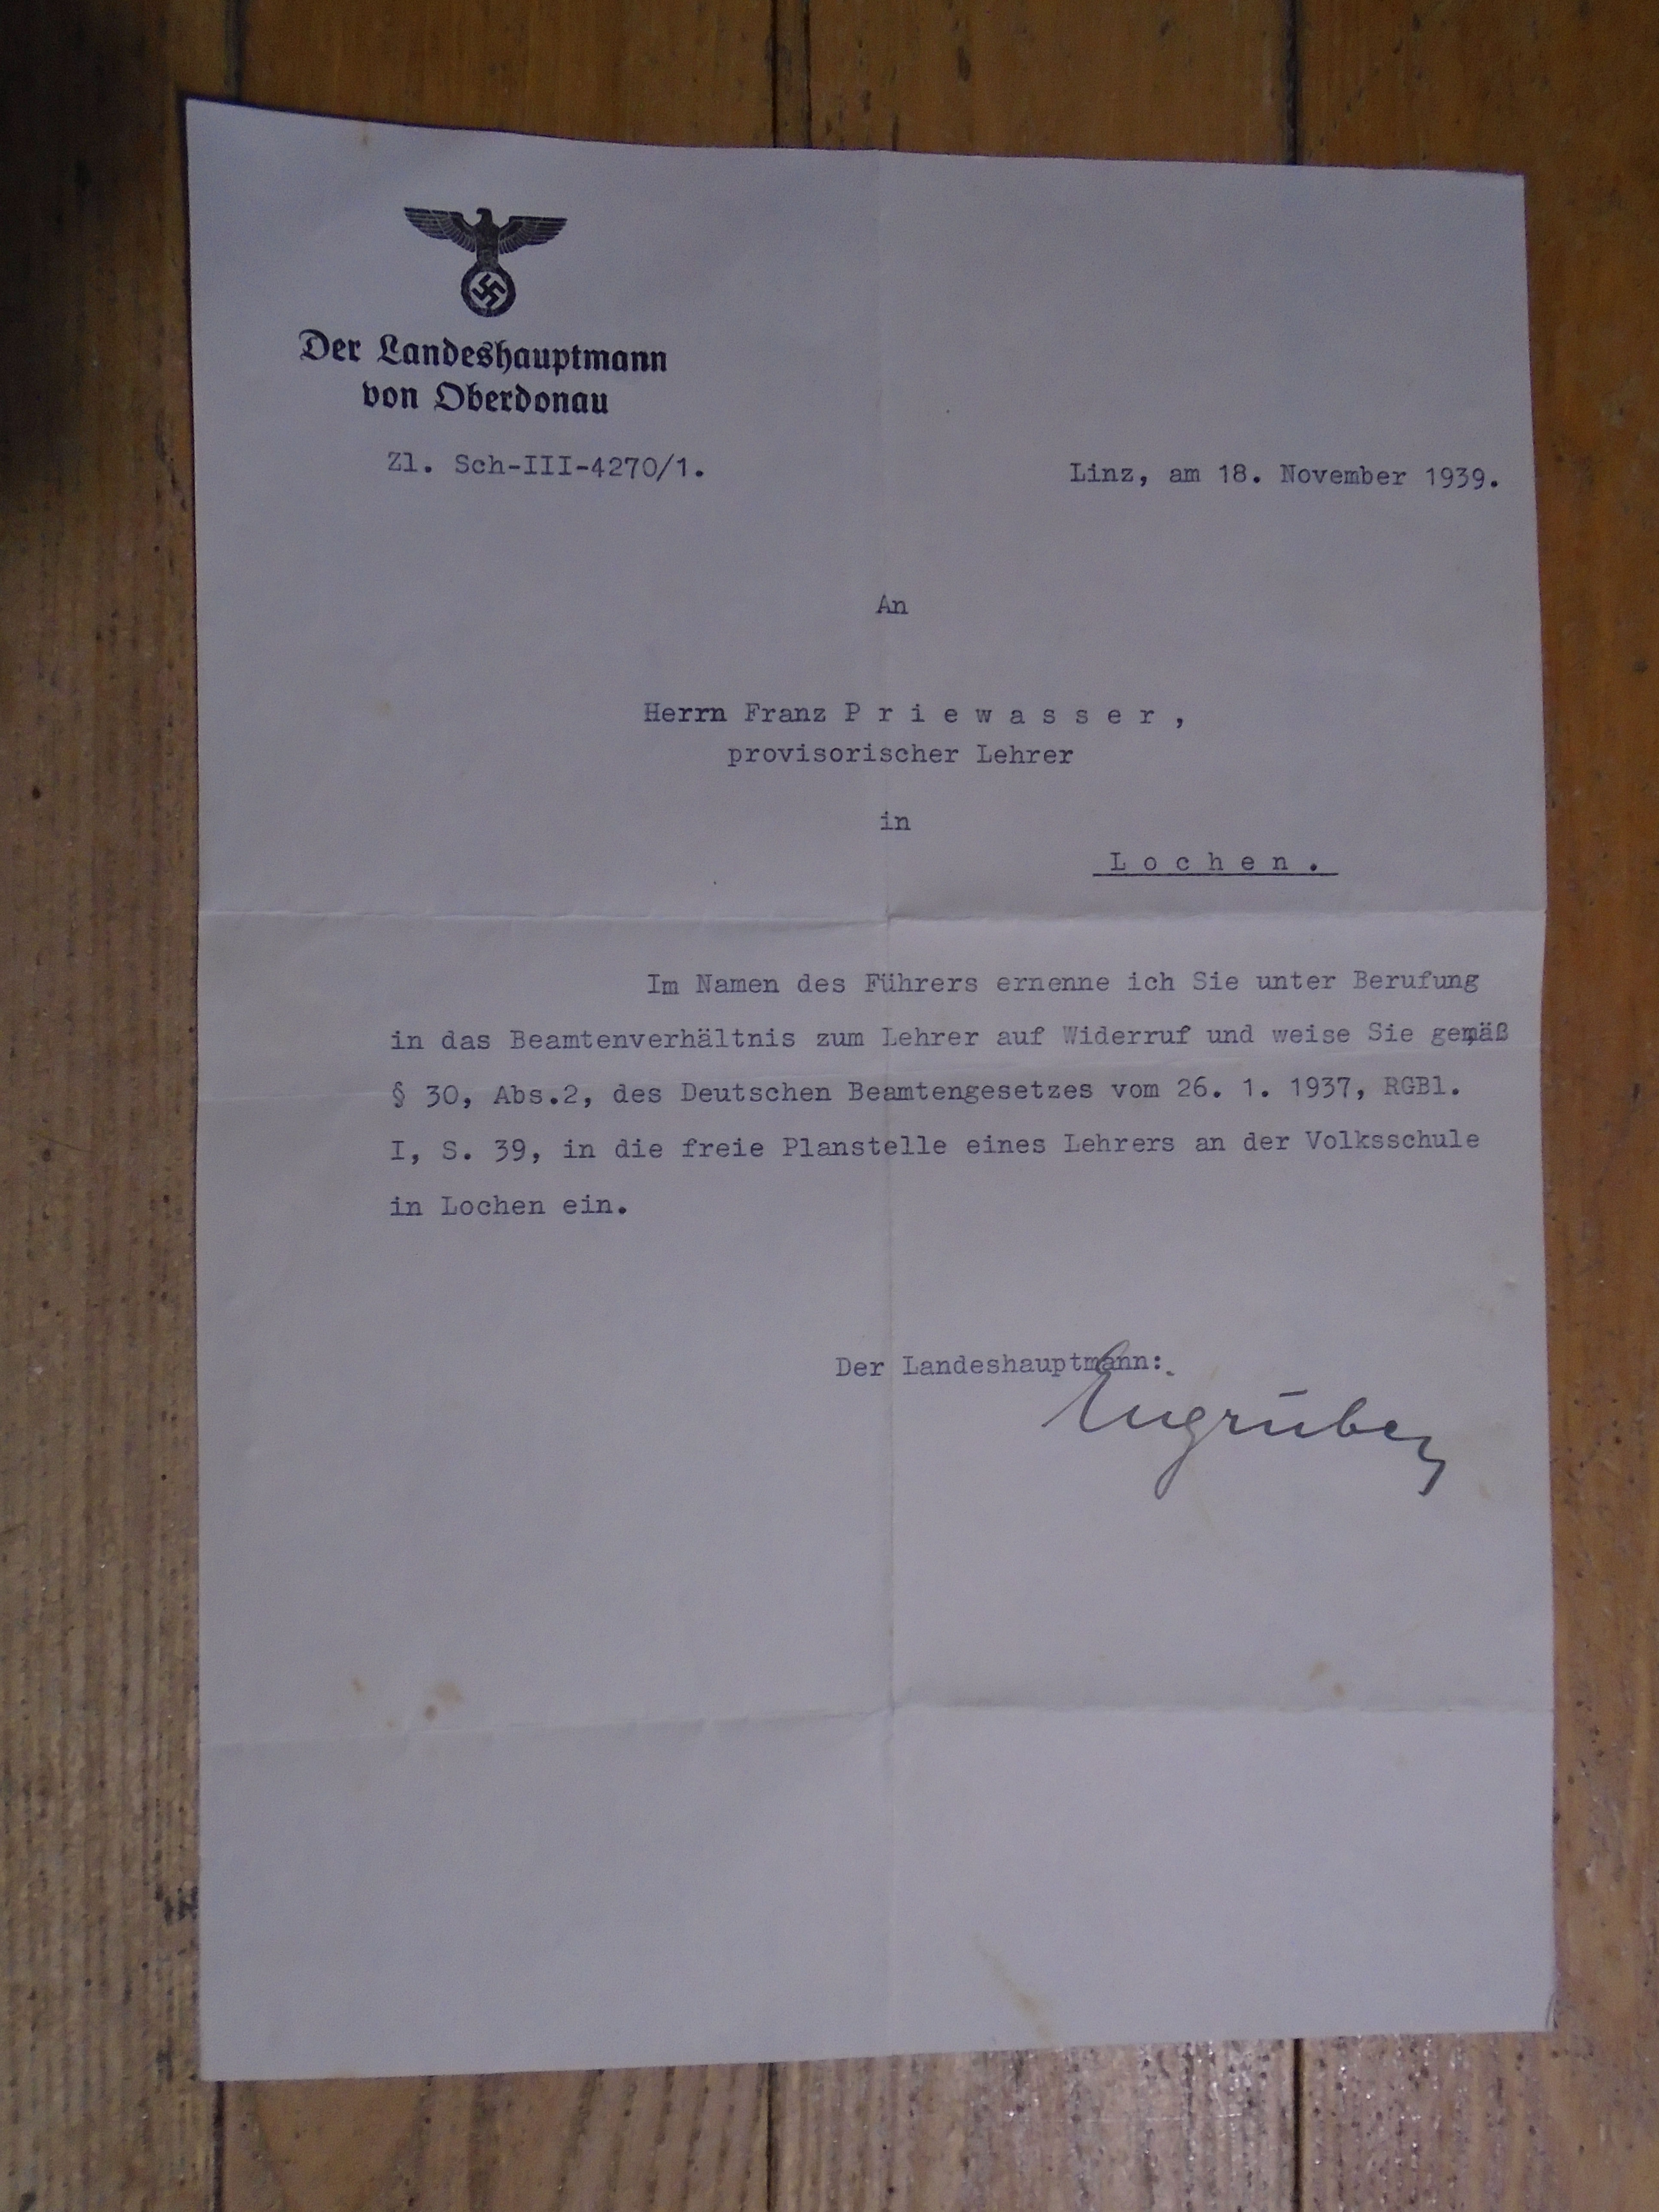 Der Landeshauptmann
von Oberdonau
Zl. Sch-III-4270/1.
Linz, am 18. November 1939.
An
Herrn Franz P r i e w a s s e r ,
provisorischer Lehrer
in
L o c h e n .
Im Namen des Führers ernenne ich Sie unter Berufung
in das Beamtenverhältnis zum Lehrer auf Widerruf und weise Sie gemäß
§ 30, Abs.2, des Deutschen Beamtengesetzes vom 26. 1. 1937, RGBl.
I, S. 39, in die freie Planstelle eines Lehrers an der Volksschule
in Lochen ein.
Der Landeshauptmann: